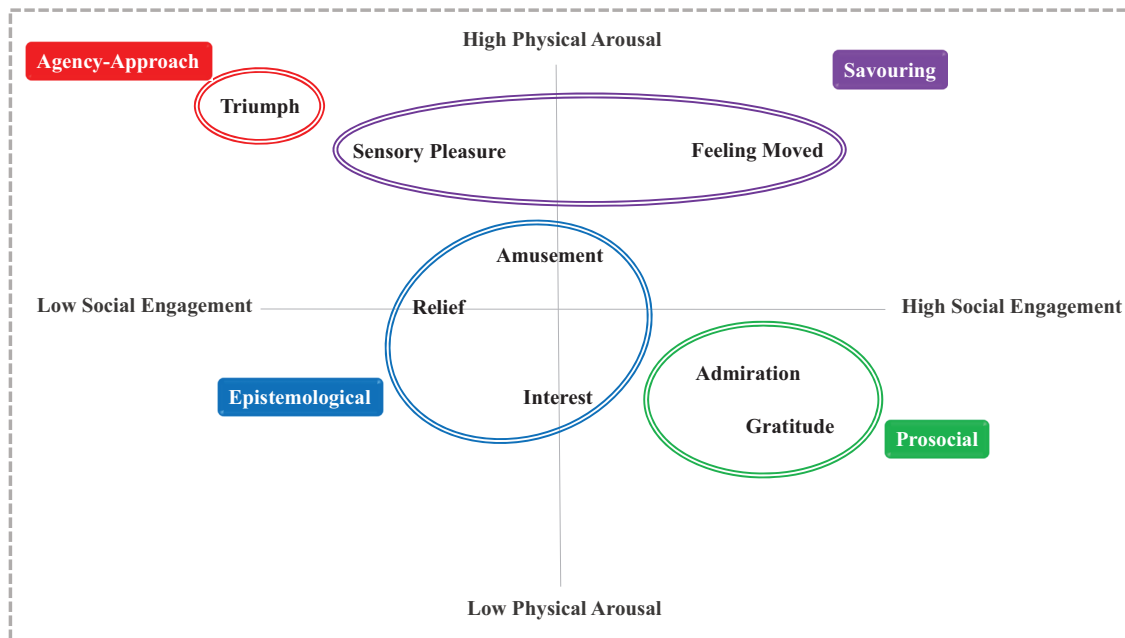 High Physical Arousal
Agency-Approach
Savouring
Triumph
Sensory Pleasure
Feeling Moved
Amusement
Low Social Engagement
Relief
High Social Engagement
Admiration
Epistemological
Interest
Gratitude
Prosocial
Low Physical Arousal